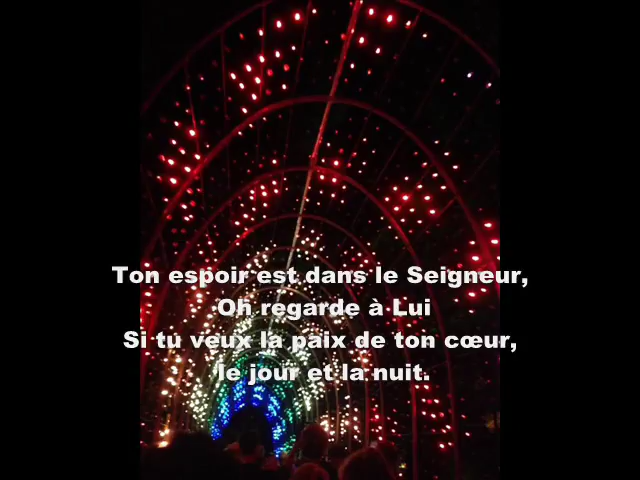 Ton espoir est dans le Seigneur,
Oh regarde à Lui
Si tu veux la paix de ton cœur,
le jour et la nuit.